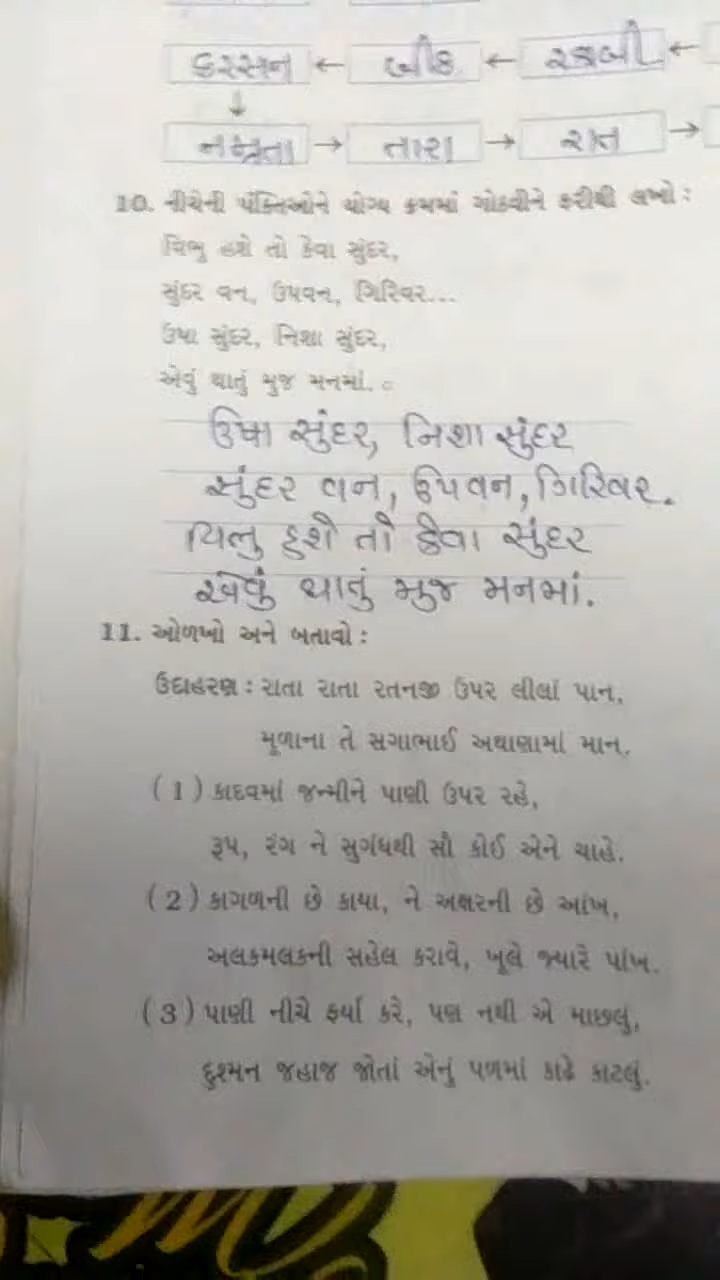 કરસન ← બીક ← રમબી ←
↓
નમ્રતા → તારા → રાત →
10. નીચેની પંક્તિઓને યોગ્ય ક્રમમાં ગોઠવીને ફરીથી લખો :
વિભુ હશે તો કેવા સુંદર,
સુંદર વન, ઉપવન, ગિરિવર...
ઉષા સુંદર, નિશા સુંદર,
એવું થાતું મુજ મનમાં.
ઉષા સુંદર, નિશા સુંદર
સુંદર વન, ઉપવન, ગિરિવર.
વિભુ હશે તો કેવા સુંદર
એવું થાતું મુજ મનમાં.
11. ઓળખો અને બતાવો :
ઉદાહરણ : રાતા રાતા રતનજી ઉપર લીલાં પાન,
મૂળાના તે સગાભાઈ અથાણામાં માન.
(1) કાદવમાં જન્મીને પાણી ઉપર રહે,
રૂપ, રંગ ને સુગંધથી સૌ કોઈ એને ચાહે.
(2) કાગળની છે કાયા, ને અક્ષરની છે આંખ,
અલકમલકની સહેલ કરાવે, ખૂલે જ્યારે પાંખ.
(3) પાણી નીચે ફર્યા કરે, પણ નથી એ માછલું,
દુશ્મન જહાજ જોતાં એનું પળમાં કાઢે કાટલું.